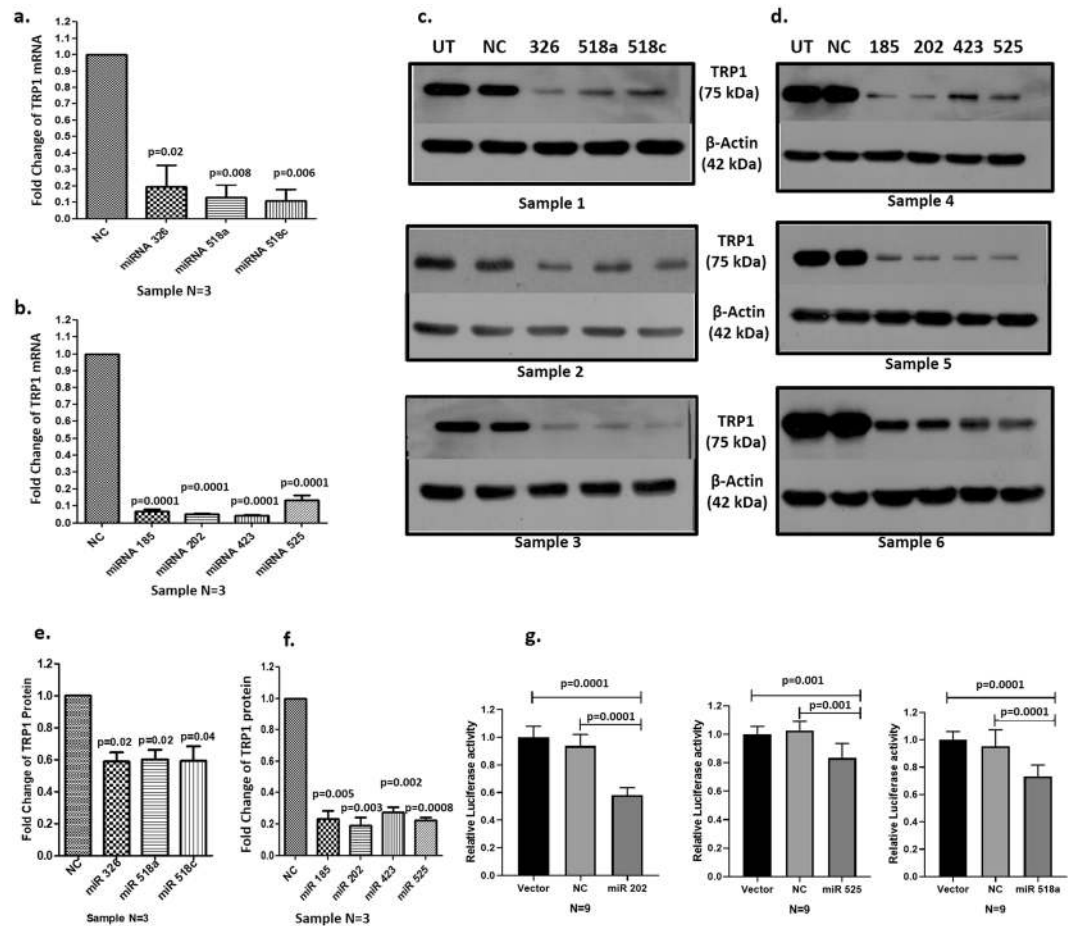 a.
Fold Change of TRP1 mRNA
1.2
1.1
1.0
0.9
0.8
0.7
0.6
0.5
0.4
0.3
0.2
0.1
0.0
p=0.02
p=0.008
p=0.006
NC
miRNA 326
miRNA 518a
miRNA 518c
Sample N=3
b.
Fold Change of TRP1 mRNA
1.2
1.1
1.0
0.9
0.8
0.7
0.6
0.5
0.4
0.3
0.2
0.1
0.0
p=0.0001
p=0.0001
p=0.0001
p=0.0001
NC
miRNA 185
miRNA 202
miRNA 423
miRNA 525
Sample N=3
c.
UT NC 326 518a 518c
TRP1
(75 kDa)
β-Actin
(42 kDa)
Sample 1
TRP1
(75 kDa)
β-Actin
(42 kDa)
Sample 2
TRP1
(75 kDa)
β-Actin
(42 kDa)
Sample 3
d.
UT NC 185 202 423 525
Sample 4
Sample 5
Sample 6
e.
Fold Change of TRP1 Protein
1.2
1.0
0.8
0.6
0.4
0.2
0.0
p=0.02
p=0.02
p=0.04
NC
miR 326
miR 518a
miR 518c
Sample N=3
f.
Fold Change of TRP1 protein
1.2
1.0
0.8
0.6
0.4
0.2
0.0
p=0.005
p=0.003
p=0.002
p=0.0008
NC
miR 185
miR 202
miR 423
miR 525
Sample N=3
g.
Relative Luciferase activity
1.2
1.0
0.8
0.6
0.4
0.2
0.0
p=0.0001
p=0.0001
Vector NC miR 202
N=9
Relative Luciferase activity
1.2
1.0
0.8
0.6
0.4
0.2
0.0
p=0.001
p=0.001
Vector NC miR 525
N=9
Relative Luciferase activity
1.2
1.0
0.8
0.6
0.4
0.2
0.0
p=0.0001
p=0.0001
Vector NC miR 518a
N=9